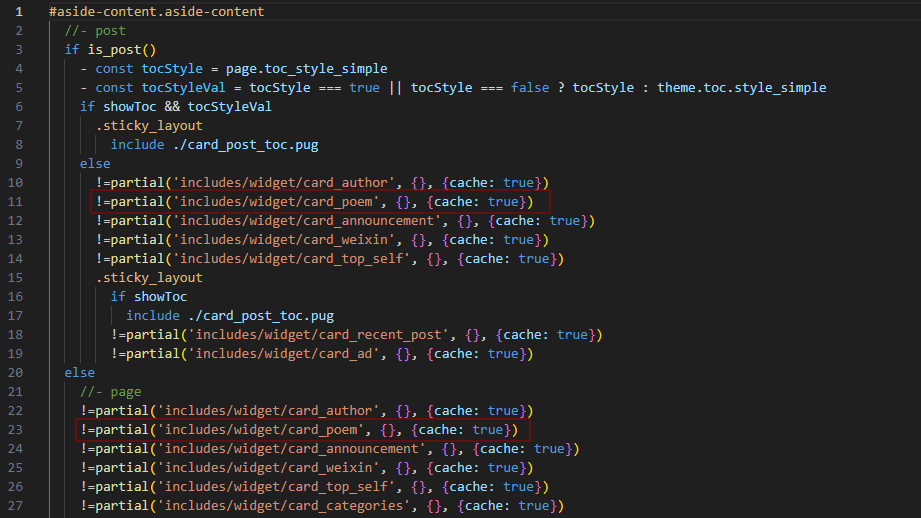 1 #aside-content.aside-content
2 //- post
3 if is_post()
4 - const tocStyle = page.toc_style_simple
5 - const tocStyleVal = tocStyle === true || tocStyle === false ? tocStyle : theme.toc.style_simple
6 if showToc && tocStyleVal
7 .sticky_layout
8 include ./card_post_toc.pug
9 else
10 !=partial('includes/widget/card_author', {}, {cache: true})
11 !=partial('includes/widget/card_poem', {}, {cache: true})
12 !=partial('includes/widget/card_announcement', {}, {cache: true})
13 !=partial('includes/widget/card_weixin', {}, {cache: true})
14 !=partial('includes/widget/card_top_self', {}, {cache: true})
15 .sticky_layout
16 if showToc
17 include ./card_post_toc.pug
18 !=partial('includes/widget/card_recent_post', {}, {cache: true})
19 !=partial('includes/widget/card_ad', {}, {cache: true})
20 else
21 //- page
22 !=partial('includes/widget/card_author', {}, {cache: true})
23 !=partial('includes/widget/card_poem', {}, {cache: true})
24 !=partial('includes/widget/card_announcement', {}, {cache: true})
25 !=partial('includes/widget/card_weixin', {}, {cache: true})
26 !=partial('includes/widget/card_top_self', {}, {cache: true})
27 !=partial('includes/widget/card_categories', {}, {cache: true})